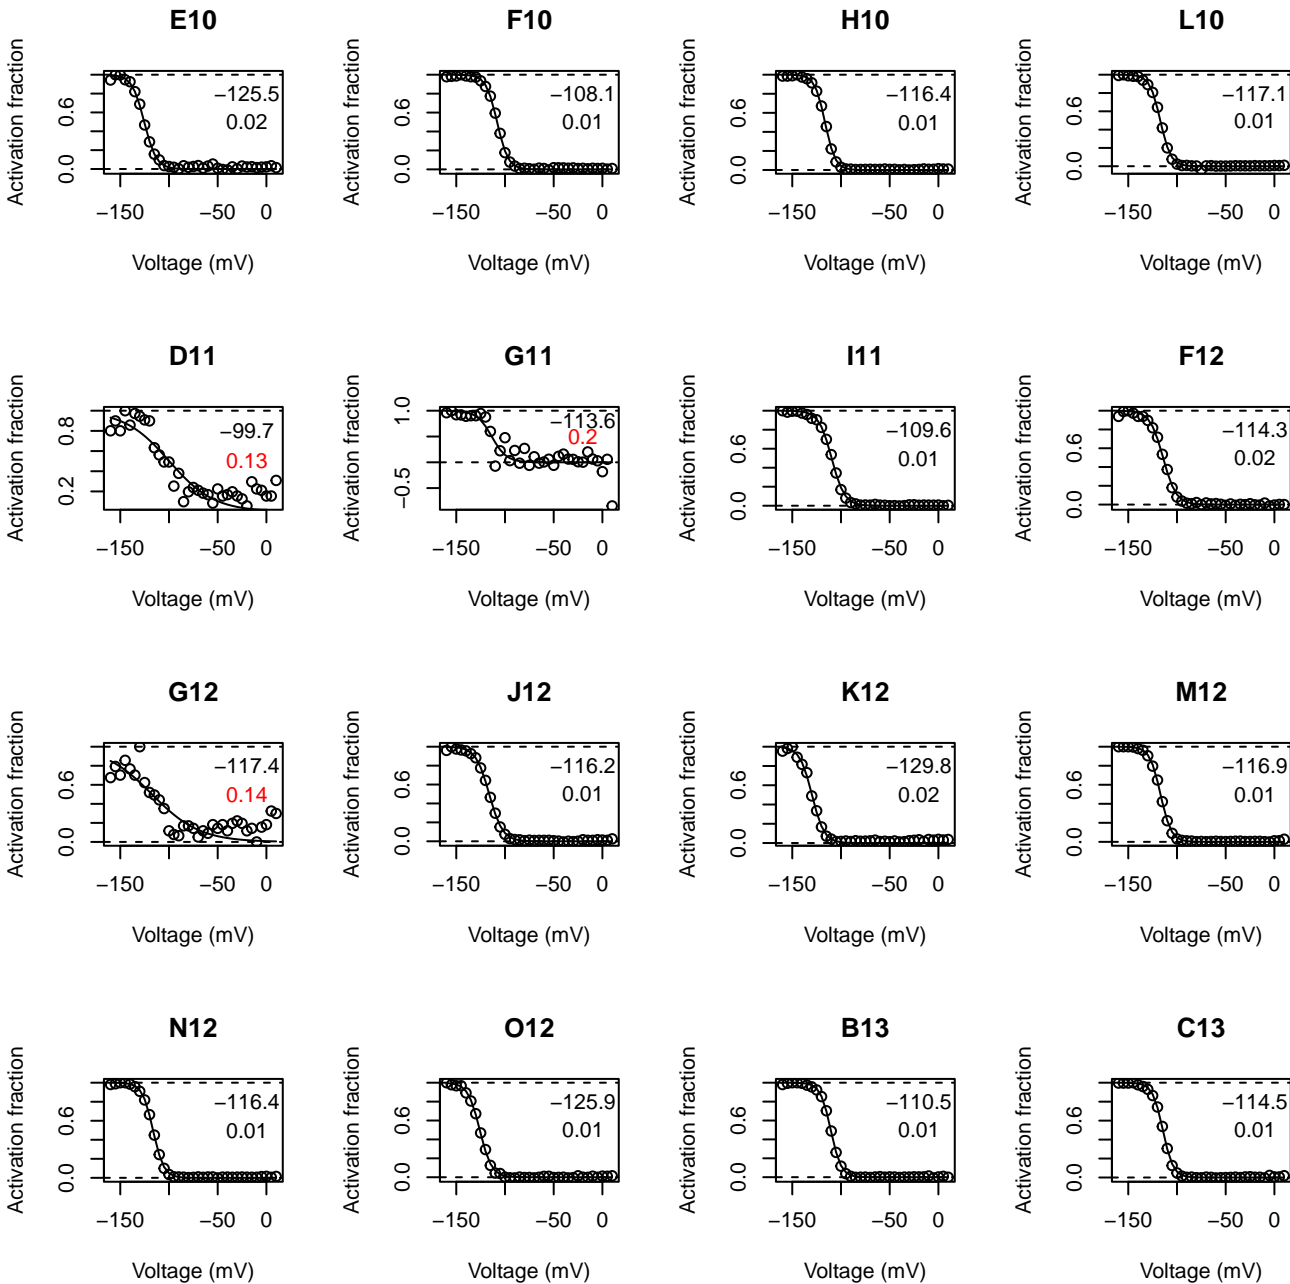 E10
Activation fraction
0.0 0.6
−125.5
0.02
−150 −50 0
Voltage (mV)
F10
Activation fraction
0.0 0.6
−108.1
0.01
−150 −50 0
Voltage (mV)
H10
Activation fraction
0.0 0.6
−116.4
0.01
−150 −50 0
Voltage (mV)
L10
Activation fraction
0.0 0.6
−117.1
0.01
−150 −50 0
Voltage (mV)
D11
Activation fraction
0.2 0.8
−99.7
0.13
−150 −50 0
Voltage (mV)
G11
Activation fraction
−0.5 1.0
−113.6
0.2
−150 −50 0
Voltage (mV)
I11
Activation fraction
0.0 0.6
−109.6
0.01
−150 −50 0
Voltage (mV)
F12
Activation fraction
0.0 0.6
−114.3
0.02
−150 −50 0
Voltage (mV)
G12
Activation fraction
0.0 0.6
−117.4
0.14
−150 −50 0
Voltage (mV)
J12
Activation fraction
0.0 0.6
−116.2
0.01
−150 −50 0
Voltage (mV)
K12
Activation fraction
0.0 0.6
−129.8
0.02
−150 −50 0
Voltage (mV)
M12
Activation fraction
0.0 0.6
−116.9
0.01
−150 −50 0
Voltage (mV)
N12
Activation fraction
0.0 0.6
−116.4
0.01
−150 −50 0
Voltage (mV)
O12
Activation fraction
0.0 0.6
−125.9
0.01
−150 −50 0
Voltage (mV)
B13
Activation fraction
0.0 0.6
−110.5
0.01
−150 −50 0
Voltage (mV)
C13
Activation fraction
0.0 0.6
−114.5
0.01
−150 −50 0
Voltage (mV)